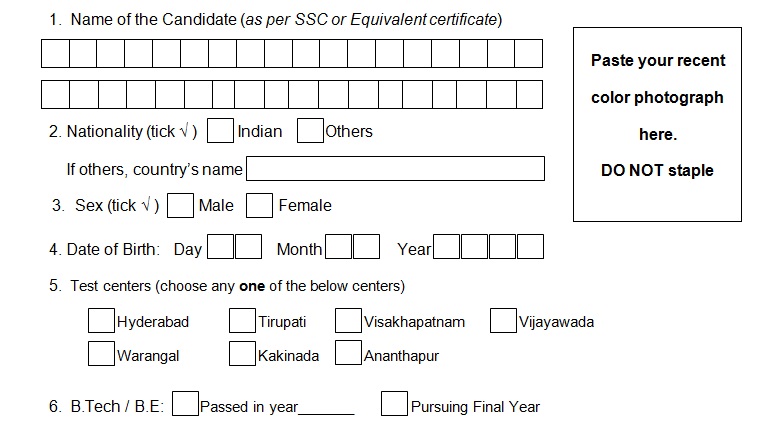 1. Name of the Candidate (as per SSC or Equivalent certificate)
Paste your recent
color photograph
here.
DO NOT staple
2. Nationality (tick √ ) Indian Others
If others, country's name
3. Sex (tick √ ) Male Female
4. Date of Birth: Day Month Year
5. Test centers (choose any one of the below centers)
Hyderabad Tirupati Visakhapatnam Vijayawada
Warangal Kakinada Ananthapur
6. B.Tech / B.E: Passed in year_______ Pursuing Final Year